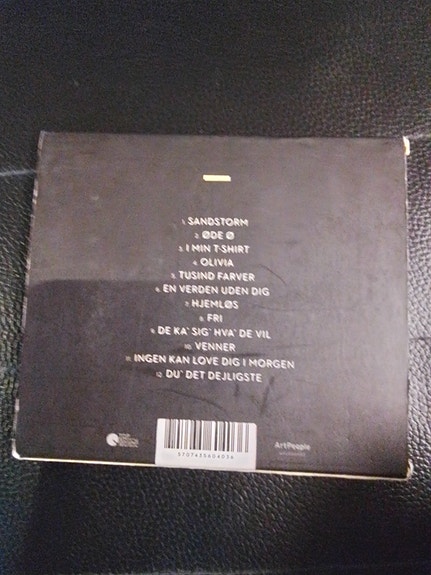 1. SANDSTORM
2. ØDE Ø
3. I MIN T-SHIRT
4. OLIVIA
5. TUSIND FARVER
6. EN VERDEN UDEN DIG
7. HJEMLØS
8. FRI
9. DE KA' SIG' HVA' DE VIL
10. VENNER
11. INGEN KAN LOVE DIG I MORGEN
12. DU' DET DEJLIGSTE
5707435604036
ArtPeople